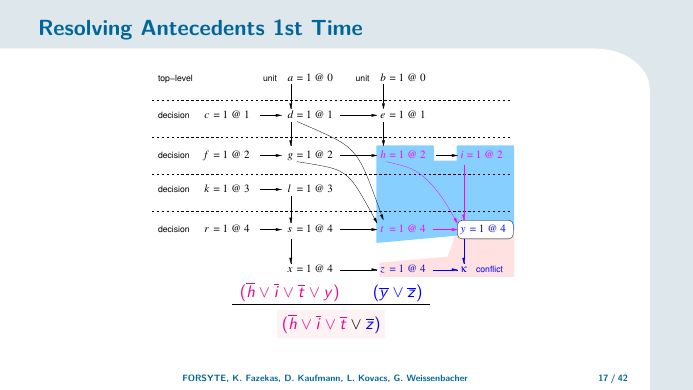 Resolving Antecedents 1st Time
top–level unit a = 1 @ 0 unit b = 1 @ 0
decision c = 1 @ 1 d = 1 @ 1 e = 1 @ 1
decision f = 1 @ 2 g = 1 @ 2 h = 1 @ 2 i = 1 @ 2
decision k = 1 @ 3 l = 1 @ 3
decision r = 1 @ 4 s = 1 @ 4 t = 1 @ 4 y = 1 @ 4
x = 1 @ 4 z = 1 @ 4 κ conflict
(h̅ ∨ i̅ ∨ t̅ ∨ y) (y̅ ∨ z̅)
(h̅ ∨ i̅ ∨ t̅ ∨ z̅)
FORSYTE, K. Fazekas, D. Kaufmann, L. Kovacs, G. Weissenbacher 17 / 42